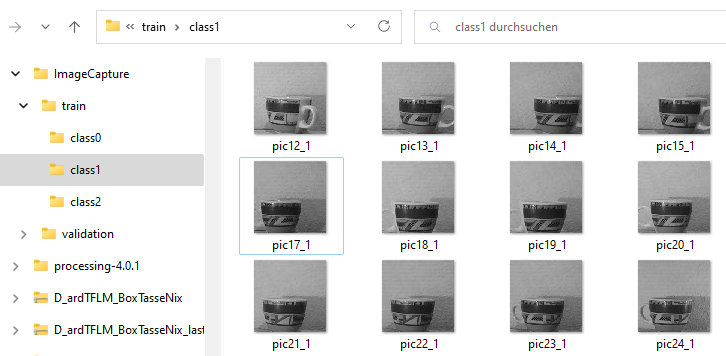 train
class1
class1 durchsuchen
ImageCapture
train
class0
class1
class2
validation
processing-4.0.1
D_ardTFLM_BoxTasseNix
D_ardTFLM_BoxTasseNix_last
pic12_1
pic13_1
pic14_1
pic15_1
pic17_1
pic18_1
pic19_1
pic20_1
pic21_1
pic22_1
pic23_1
pic24_1